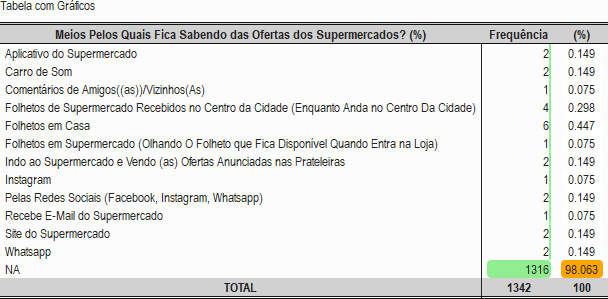 Tabela com Gráficos
Meios Pelos Quais Fica Sabendo das Ofertas dos Supermercados? (%) Frequência (%)
Aplicativo do Supermercado 2 0.149
Carro de Som 2 0.149
Comentários de Amigos((as))/Vizinhos(As) 1 0.075
Folhetos de Supermercado Recebidos no Centro da Cidade (Enquanto Anda no Centro Da Cidade) 4 0.298
Folhetos em Casa 6 0.447
Folhetos em Supermercado (Olhando O Folheto que Fica Disponível Quando Entra na Loja) 1 0.075
Indo ao Supermercado e Vendo (as) Ofertas Anunciadas nas Prateleiras 2 0.149
Instagram 1 0.075
Pelas Redes Sociais (Facebook, Instagram, Whatsapp) 2 0.149
Recebe E-Mail do Supermercado 1 0.075
Site do Supermercado 2 0.149
Whatsapp 2 0.149
NA 1316 98.063
TOTAL 1342 100